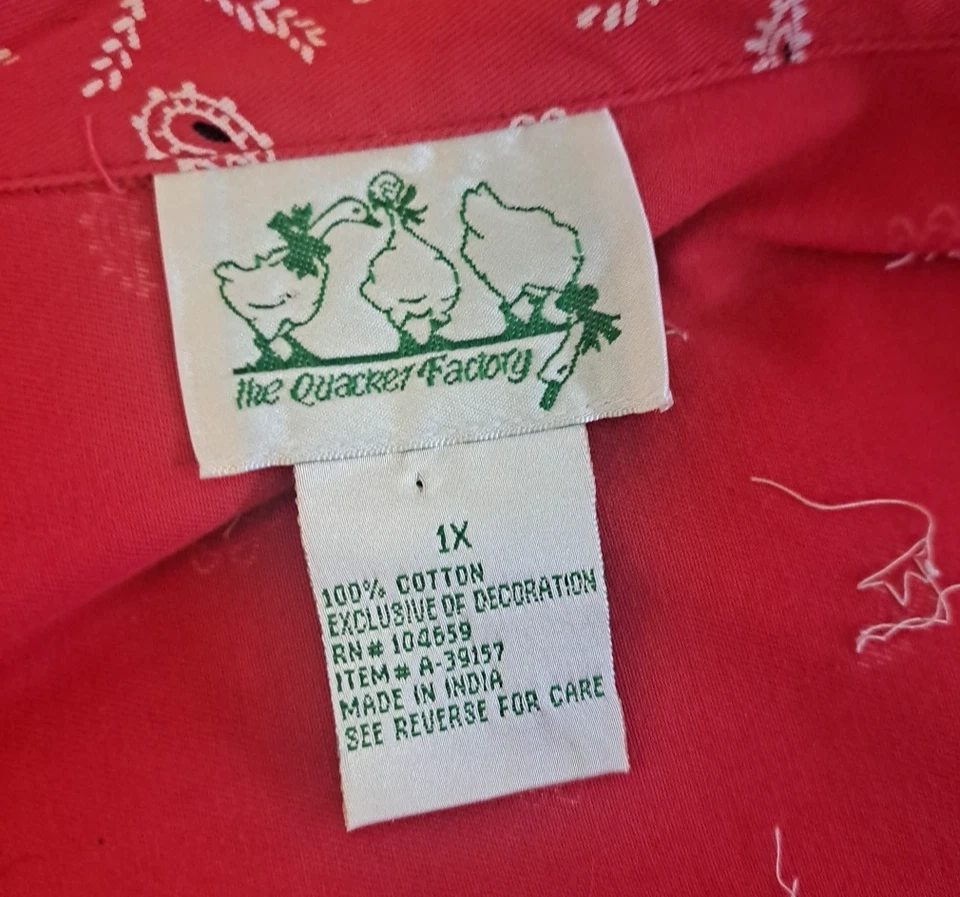 The Quacker Factory
1X
100% COTTON
EXCLUSIVE OF DECORATION
RN# 104659
ITEM# A-39157
MADE IN INDIA
SEE REVERSE FOR CARE